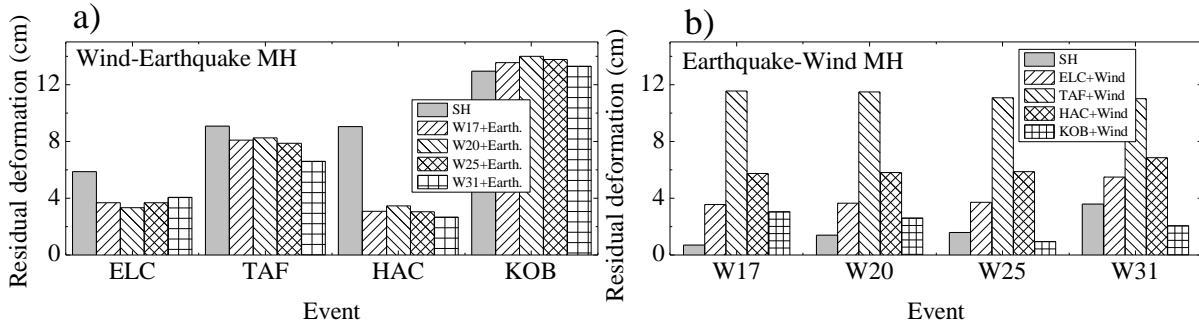 a)
Residual deformation (cm)
Wind-Earthquake MH
12
8
4
0
SH
W17+Earth.
W20+Earth.
W25+Earth.
W31+Earth.
ELC TAF HAC KOB
Event
b)
Residual deformation (cm)
Earthquake-Wind MH
12
8
4
0
SH
ELC+Wind
TAF+Wind
HAC+Wind
KOB+Wind
W17 W20 W25 W31
Event